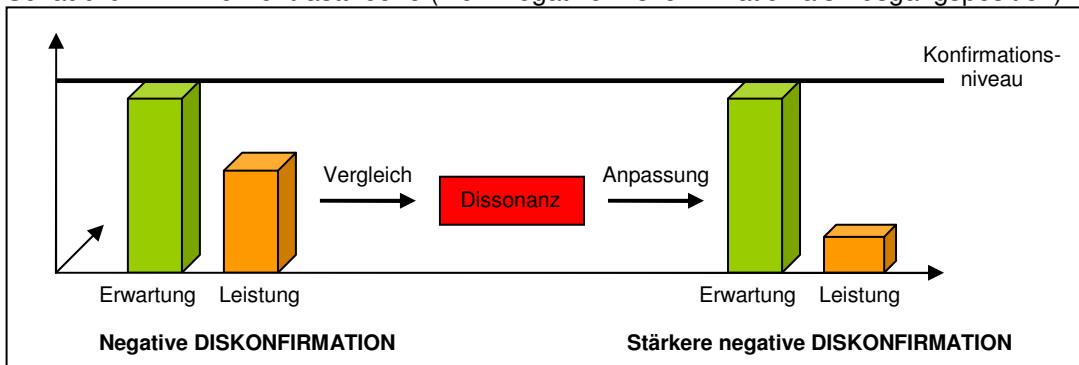 Konfirmations-
niveau
Vergleich
Dissonanz
Anpassung
Erwartung Leistung
Erwartung Leistung
Negative DISKONFIRMATION
Stärkere negative DISKONFIRMATION